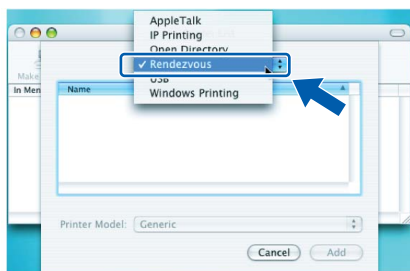 AppleTalk
IP Printing
Open Directory
✓ Rendezvous
USB
Windows Printing
Make
In Men
Name
Printer Model: Generic
Cancel Add